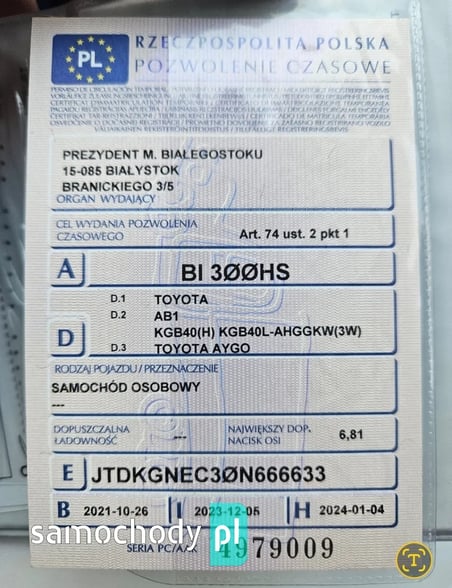 PL
RZECZPOSPOLITA POLSKA
POZWOLENIE CZASOWE
PREZYDENT M. BIAŁEGOSTOKU
15-085 BIAŁYSTOK
BRANICKIEGO 3/5
ORGAN WYDAJĄCY
CEL WYDANIA POZWOLENIA
CZASOWEGO Art. 74 ust. 2 pkt 1
A BI 3ØØHS
D.1 TOYOTA
D.2 AB1
KGB40(H) KGB40L-AHGGKW(3W)
D D.3 TOYOTA AYGO
RODZAJ POJAZDU / PRZEZNACZENIE
SAMOCHÓD OSOBOWY
---
DOPUSZCZALNA
ŁADOWNOŚĆ ---
NAJWIĘKSZY DOP.
NACISK OSI 6,81
E JTDKGNEC3ØN666633
B 2021-10-26 I 2023-12-05 H 2024-01-04
samochody pl
SERIA PC/A/A 4979009
T